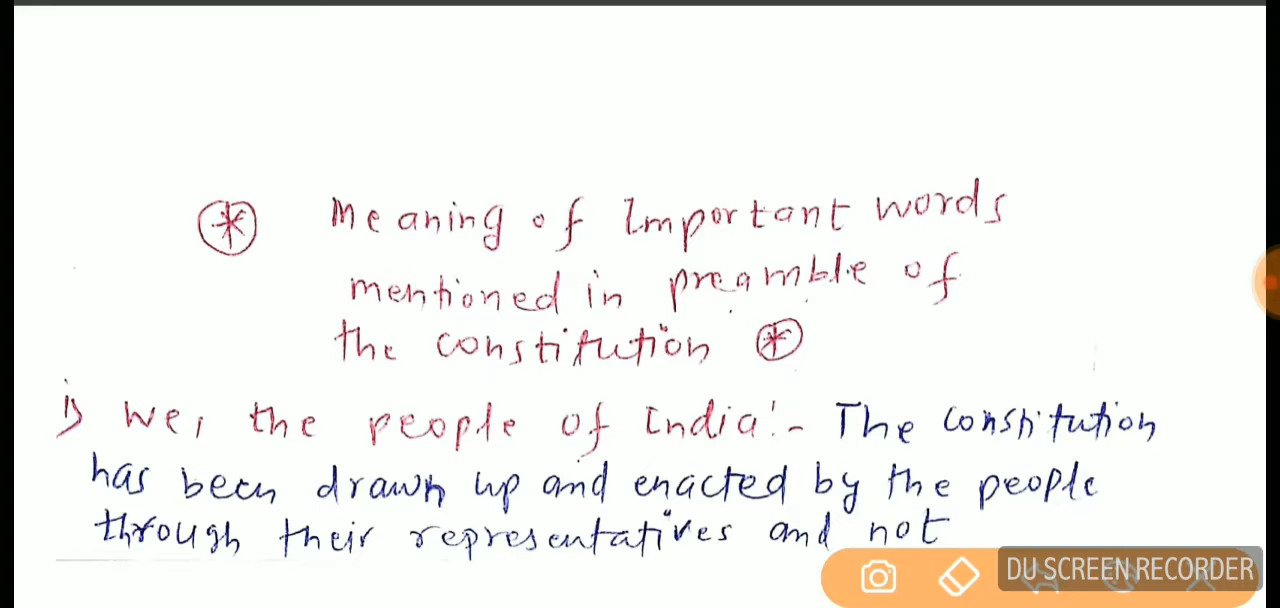 * Meaning of Important words
mentioned in preamble of
the constitution *
i) We, the people of India:- The constitution
has been drawn up and enacted by the people
through their representatives and not
DU SCREEN RECORDER